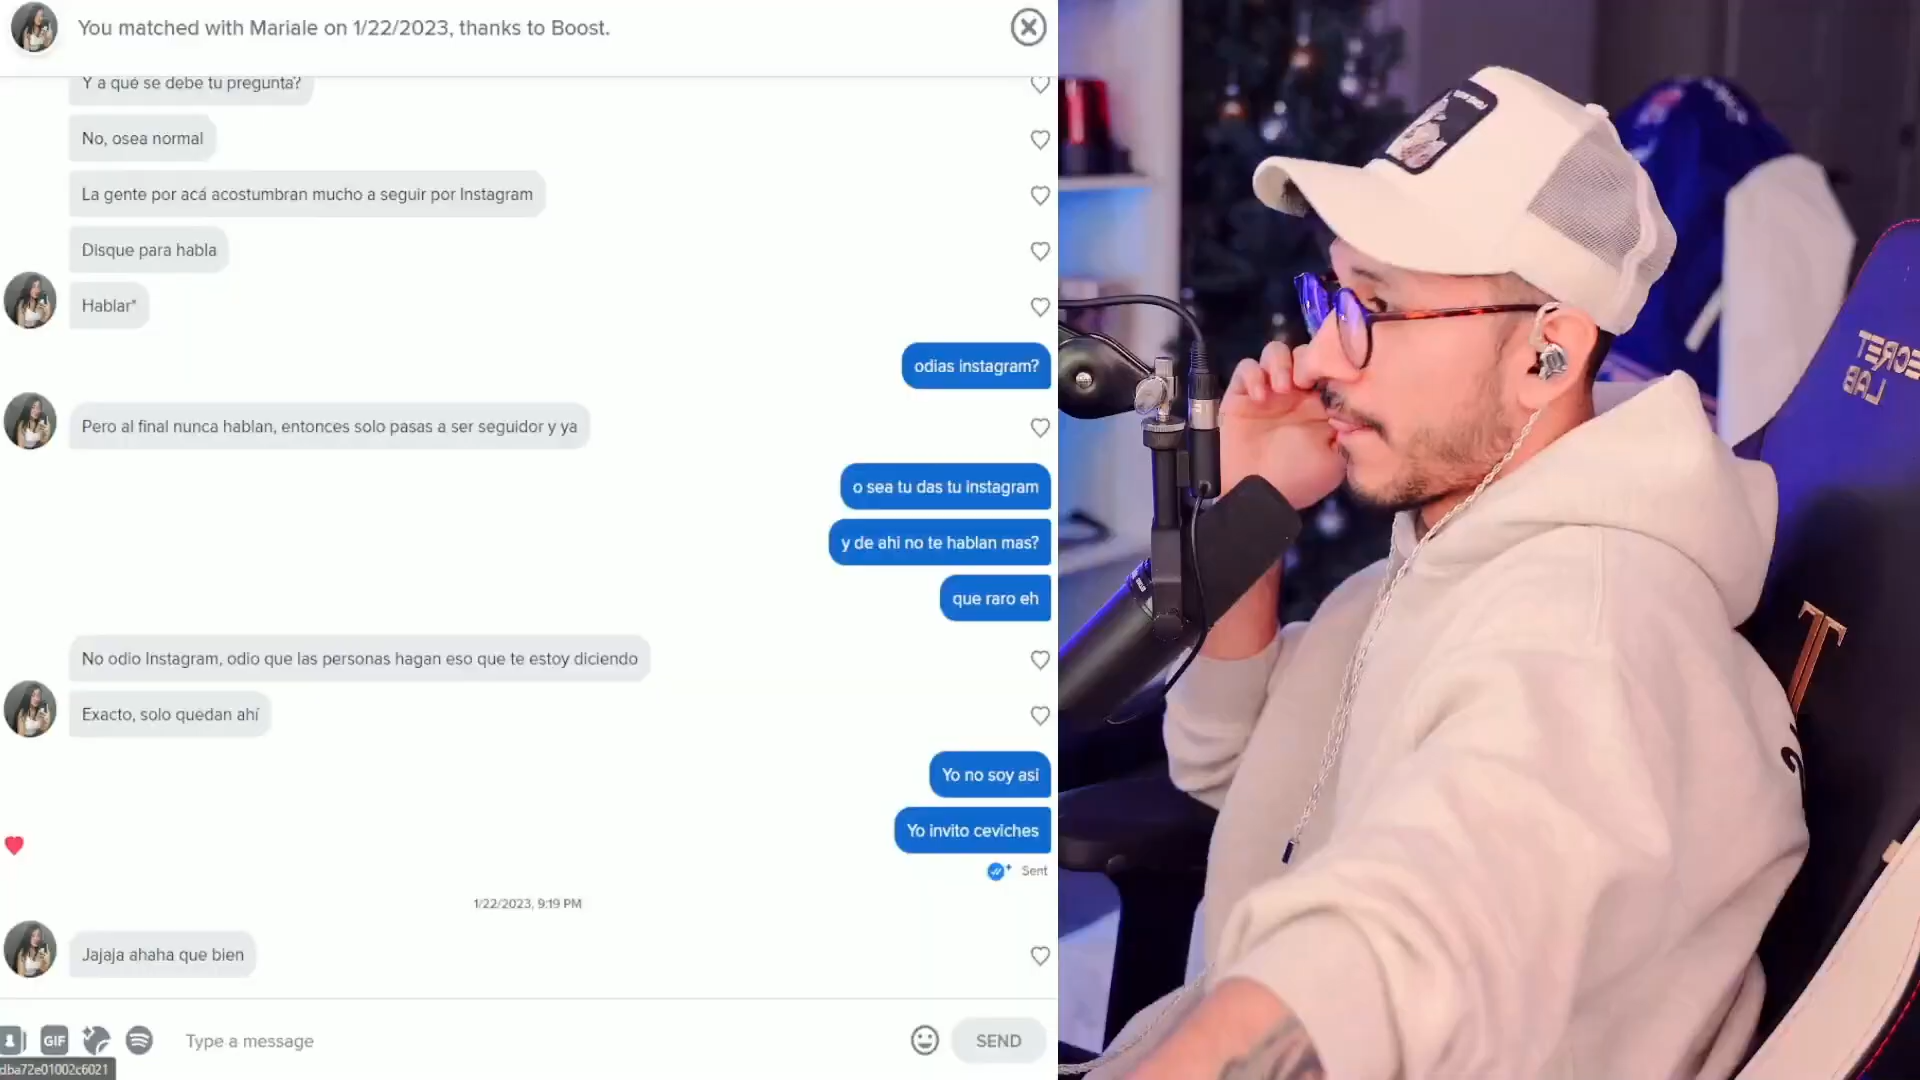 You matched with Mariale on 1/22/2023, thanks to Boost.
Y a qué se debe tu pregunta?
No, osea normal
La gente por acá acostumbran mucho a seguir por Instagram
Disque para habla
Hablar*
odias instagram?
Pero al final nunca hablan, entonces solo pasas a ser seguidor y ya
o sea tu das tu instagram
y de ahi no te hablan mas?
que raro eh
No odio Instagram, odio que las personas hagan eso que te estoy diciendo
Exacto, solo quedan ahí
Yo no soy asi
Yo invito ceviches
Sent
1/22/2023, 9:19 PM
Jajaja ahaha que bien
GIF
Type a message
SEND
dba72e01002c6021
SECRET
LAB